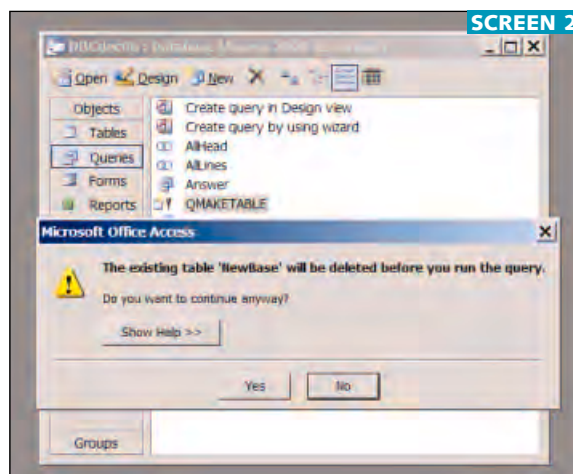 SCREEN 2
Open Design New
Objects
Create query in Design view
Tables
Create query by using wizard
AllHead
Queries
AllLines
Forms
Answer
Reports
QMAKETABLE
Microsoft Office Access
The existing table 'NewBase' will be deleted before you run the query.
Do you want to continue anyway?
Show Help >>
Yes No
Groups